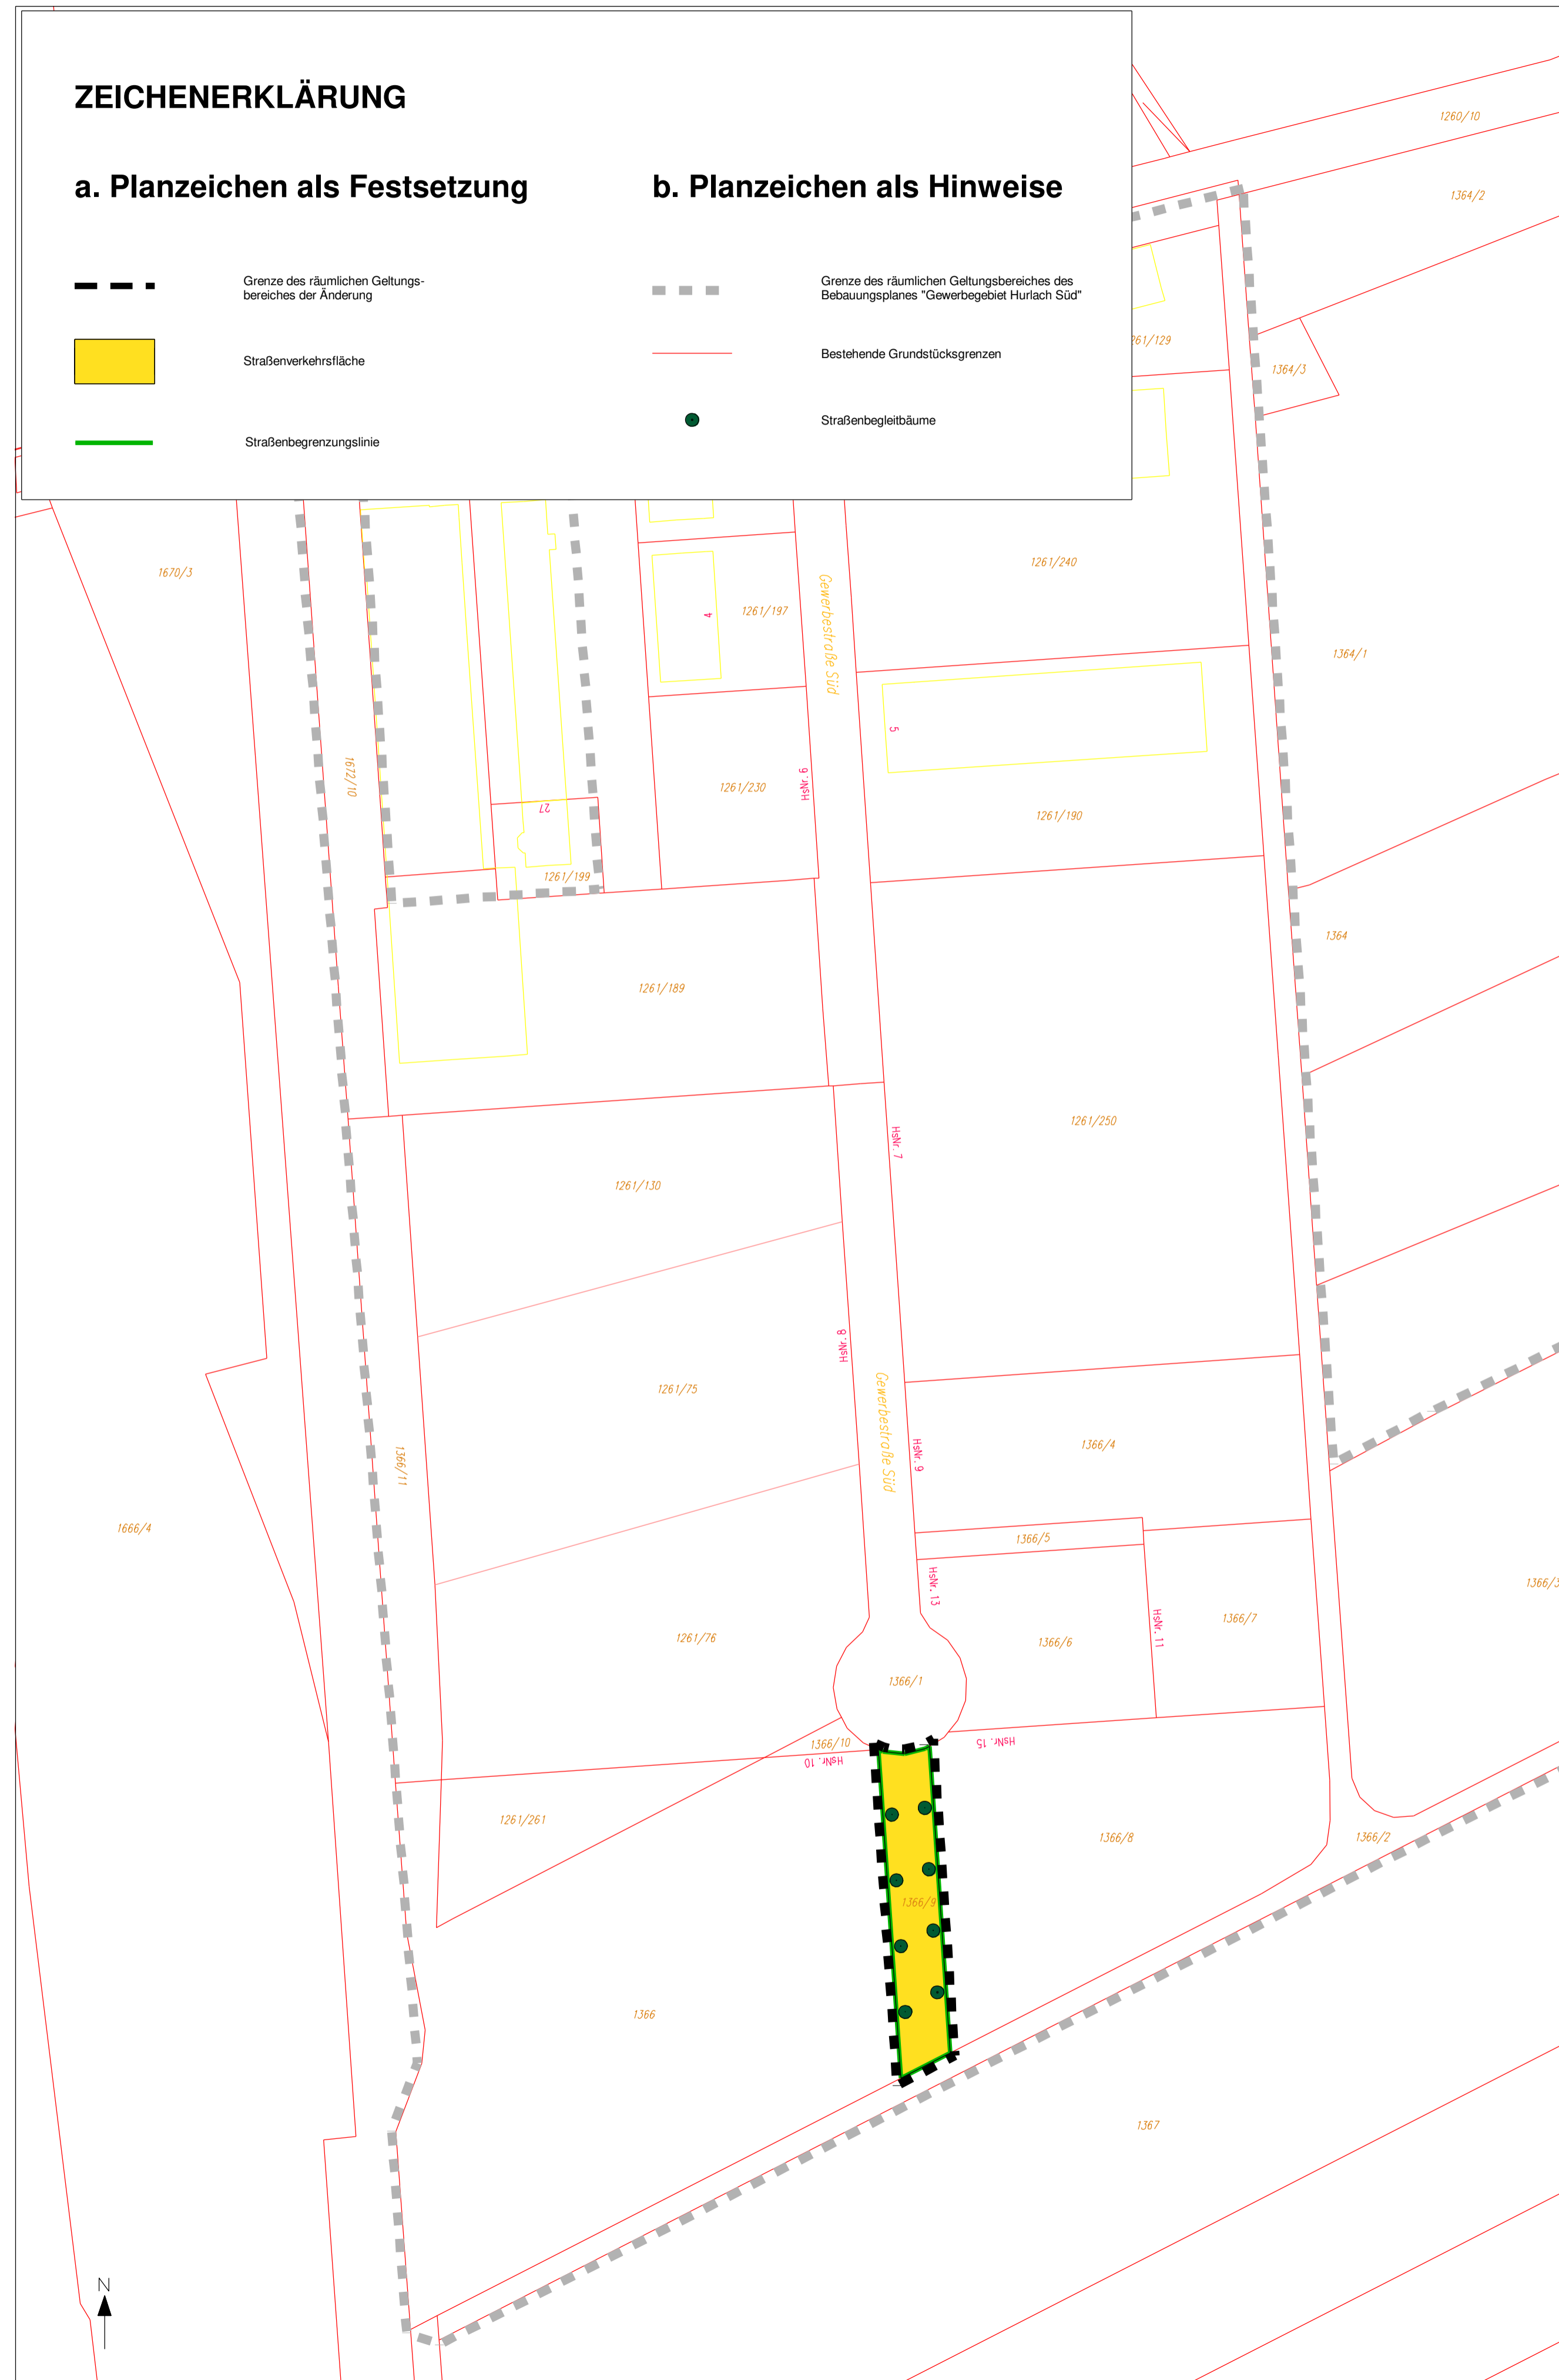 ZEICHENERKLÄRUNG
a. Planzeichen als Festsetzung
Grenze des räumlichen Geltungs-
bereiches der Änderung
Straßenverkehrsfläche
Straßenbegrenzungslinie
b. Planzeichen als Hinweise
Grenze des räumlichen Geltungsbereiches des
Bebauungsplanes "Gewerbegebiet Hurlach Süd"
Bestehende Grundstücksgrenzen
Straßenbegleitbäume
1260/10
1364/2
261/129
1364/3
1670/3
1261/240
1261/197
4
Gewerbestraße Süd
1364/1
5
1672/10
1261/230
HsNr. 6
1261/190
27
1261/199
1364
1261/189
1261/250
HsNr. 7
1261/130
HsNr. 8
1261/75
Gewerbestraße Süd
1366/4
HsNr. 9
1366/11
1666/4
1366/5
HsNr. 13
1366/3
1366/7
HsNr. 11
1261/76
1366/6
1366/1
1366/10
HsNr. 10
HsNr. 15
1261/261
1366/8
1366/2
1366/9
1366
1367
N